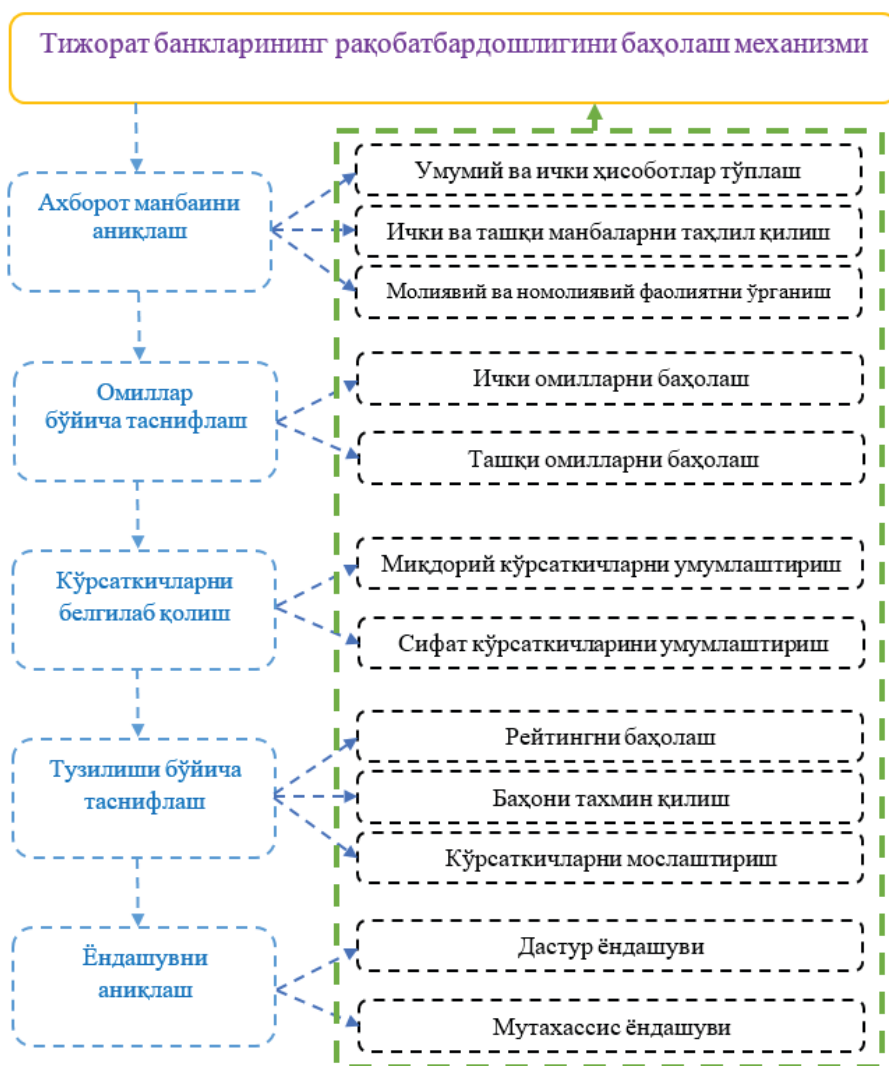 Тижорат банкларининг рақобатбардошлигини баҳолаш механизми
Ахборот манбаини
аниқлаш
Умумий ва ички ҳисоботлар тўплаш
Ички ва ташқи манбаларни таҳлил қилиш
Молиявий ва номолиявий фаолиятни ўрганиш
Омиллар
бўйича таснифлаш
Ички омилларни баҳолаш
Ташқи омилларни баҳолаш
Кўрсаткичларни
белгилаб қолиш
Миқдорий кўрсаткичларни умумлаштириш
Сифат кўрсаткичларини умумлаштириш
Тузилиши бўйича
таснифлаш
Рейтингни баҳолаш
Баҳони тахмин қилиш
Кўрсаткичларни мослаштириш
Ёндашувни
аниқлаш
Дастур ёндашуви
Мутахассис ёндашуви